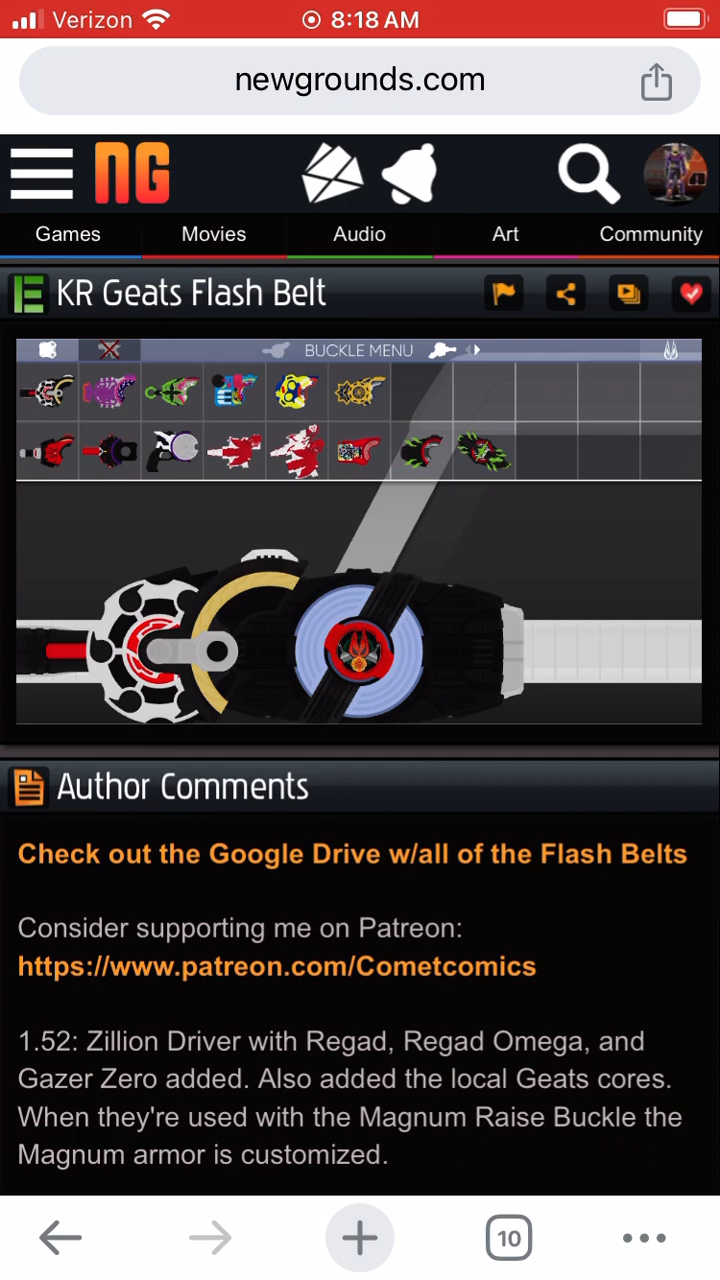 Verizon 8:18 AM
newgrounds.com
NG
Games Movies Audio Art Community
E KR Geats Flash Belt
BUCKLE MENU
Author Comments
Check out the Google Drive w/all of the Flash Belts
Consider supporting me on Patreon:
https://www.patreon.com/Cometcomics
1.52: Zillion Driver with Regad, Regad Omega, and
Gazer Zero added. Also added the local Geats cores.
When they're used with the Magnum Raise Buckle the
Magnum armor is customized.
10